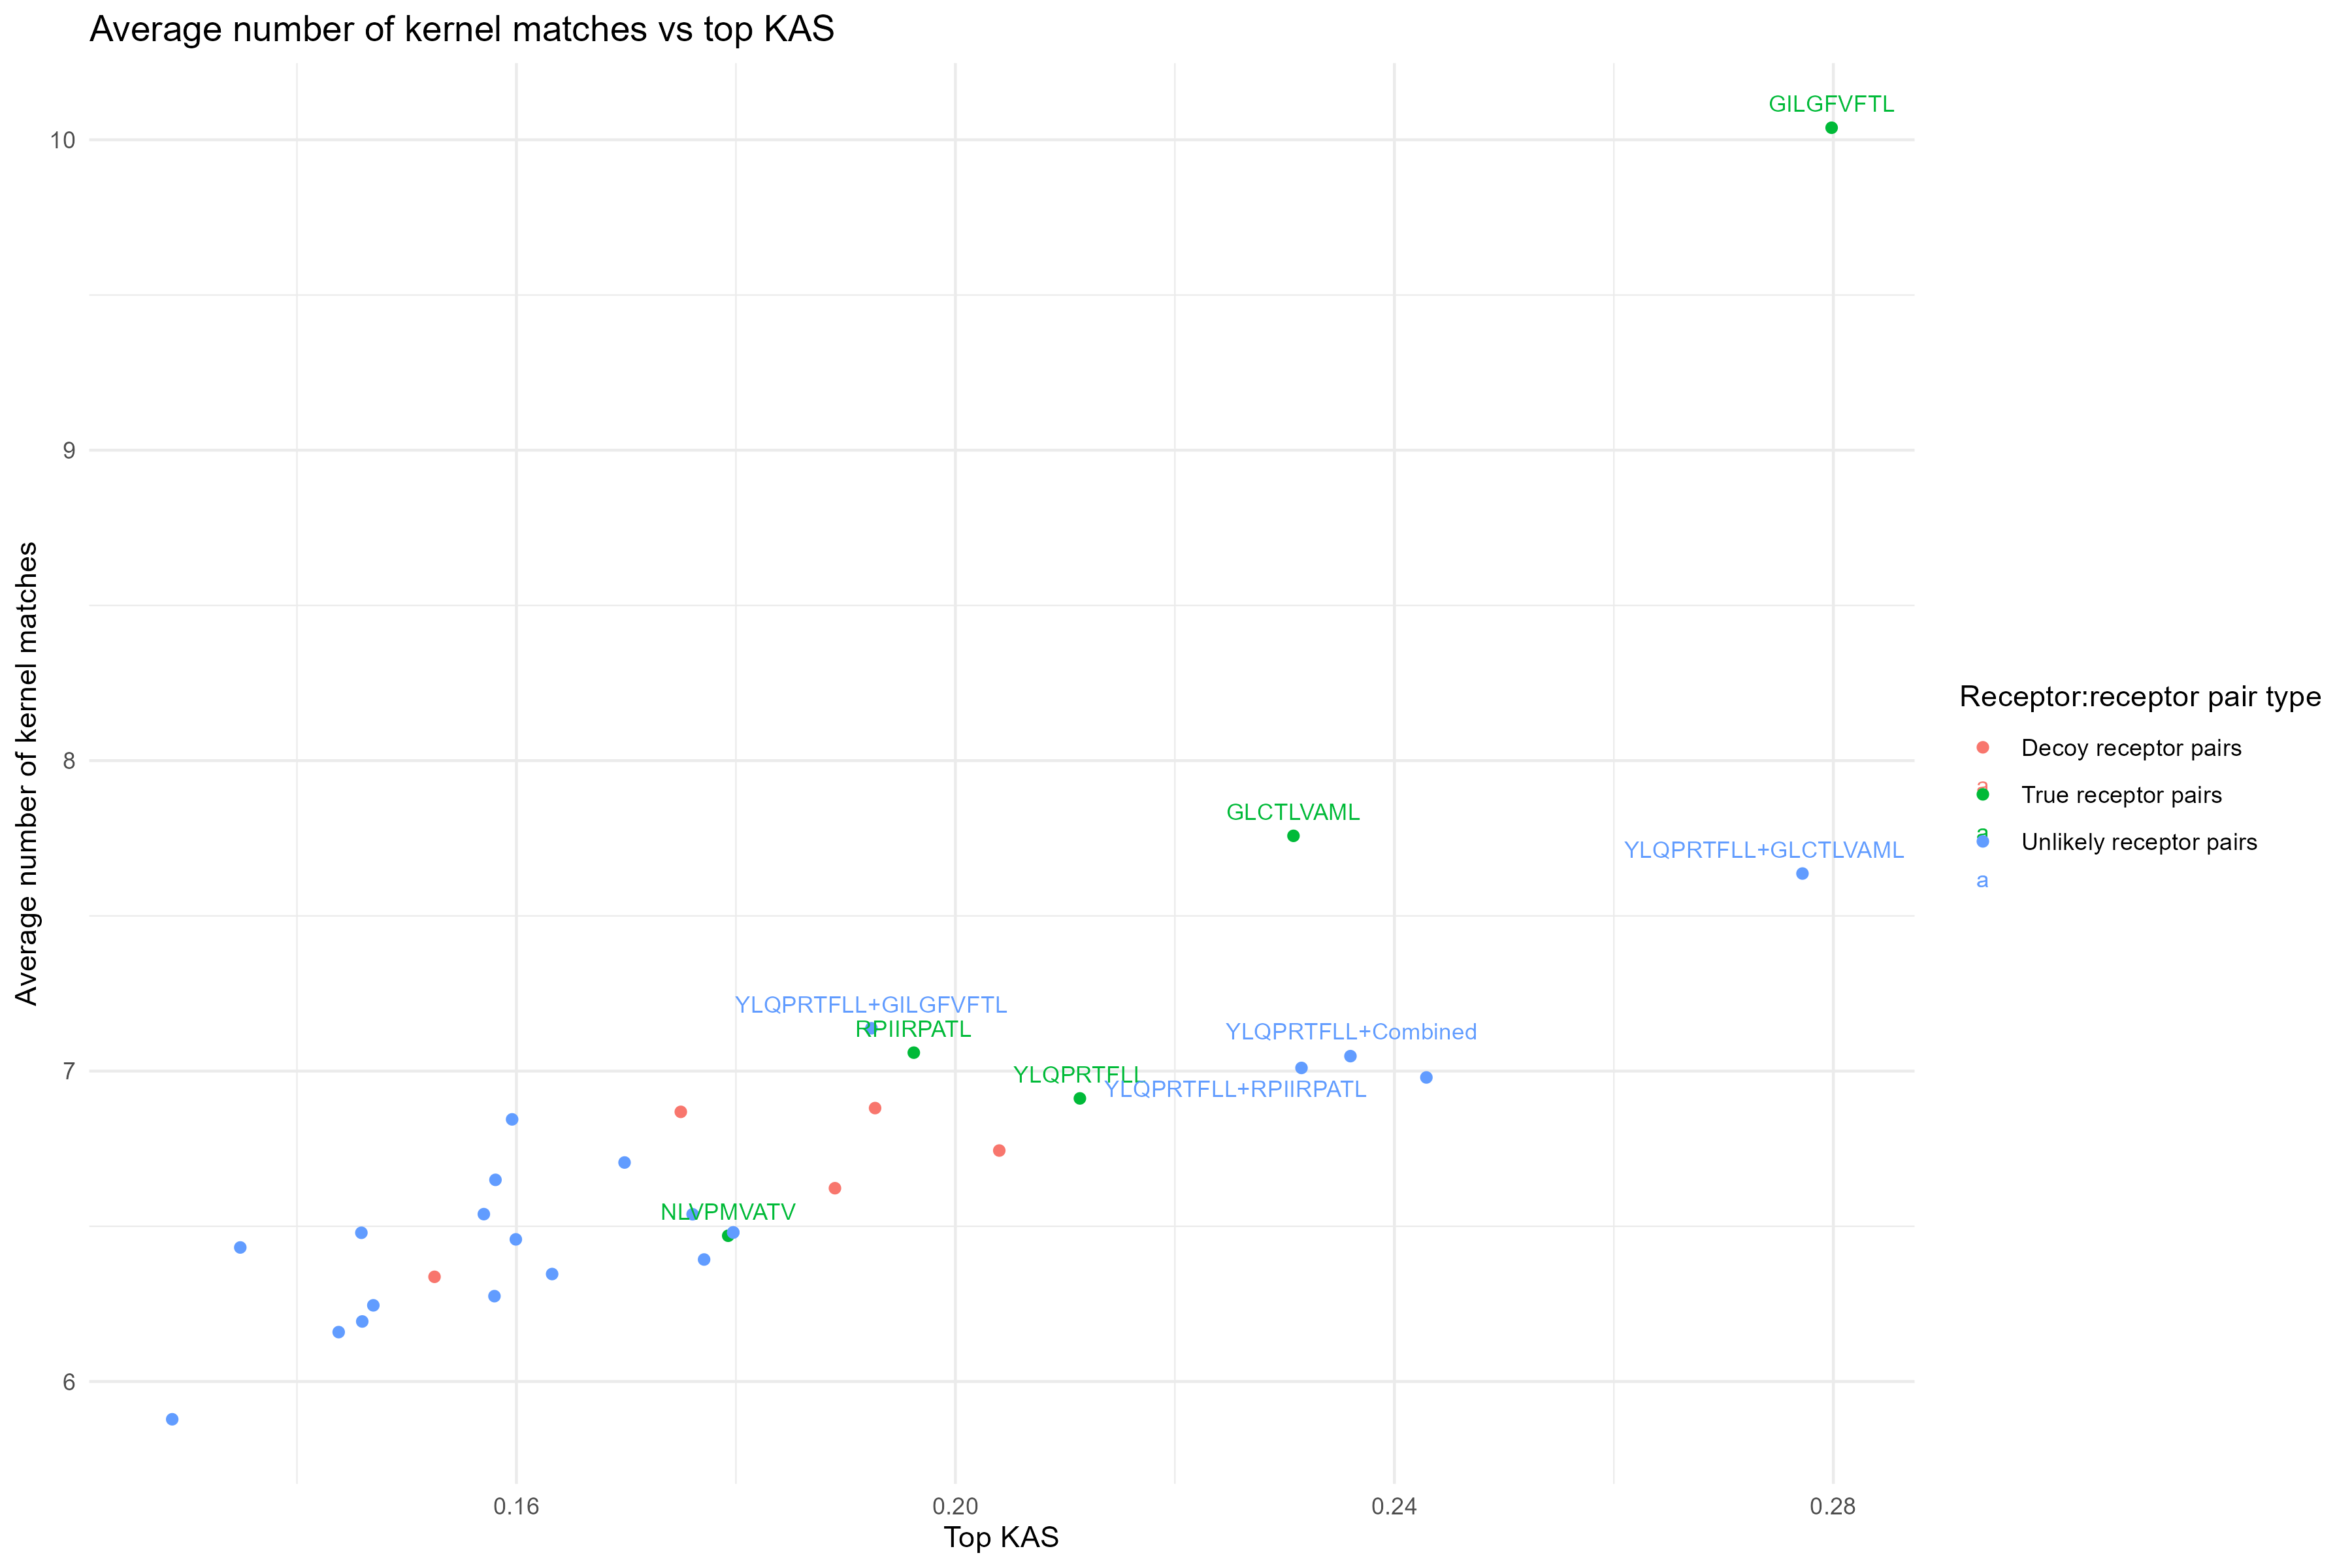 Average number of kernel matches vs top KAS
GILGFVFTL
10
9
8
7
6
Average number of kernel matches
GLCTLVAML
YLQPRTFLL+GLCTLVAML
YLQPRTFLL+GILGFVFTL
RPIIRPATL
YLQPRTFLL+Combined
YLQPRTFLL
YLQPRTFLL+RPIIRPATL
NLVPMVATV
0.16
0.20
0.24
0.28
Top KAS
Receptor:receptor pair type
Decoy receptor pairs
a
True receptor pairs
a
Unlikely receptor pairs
a